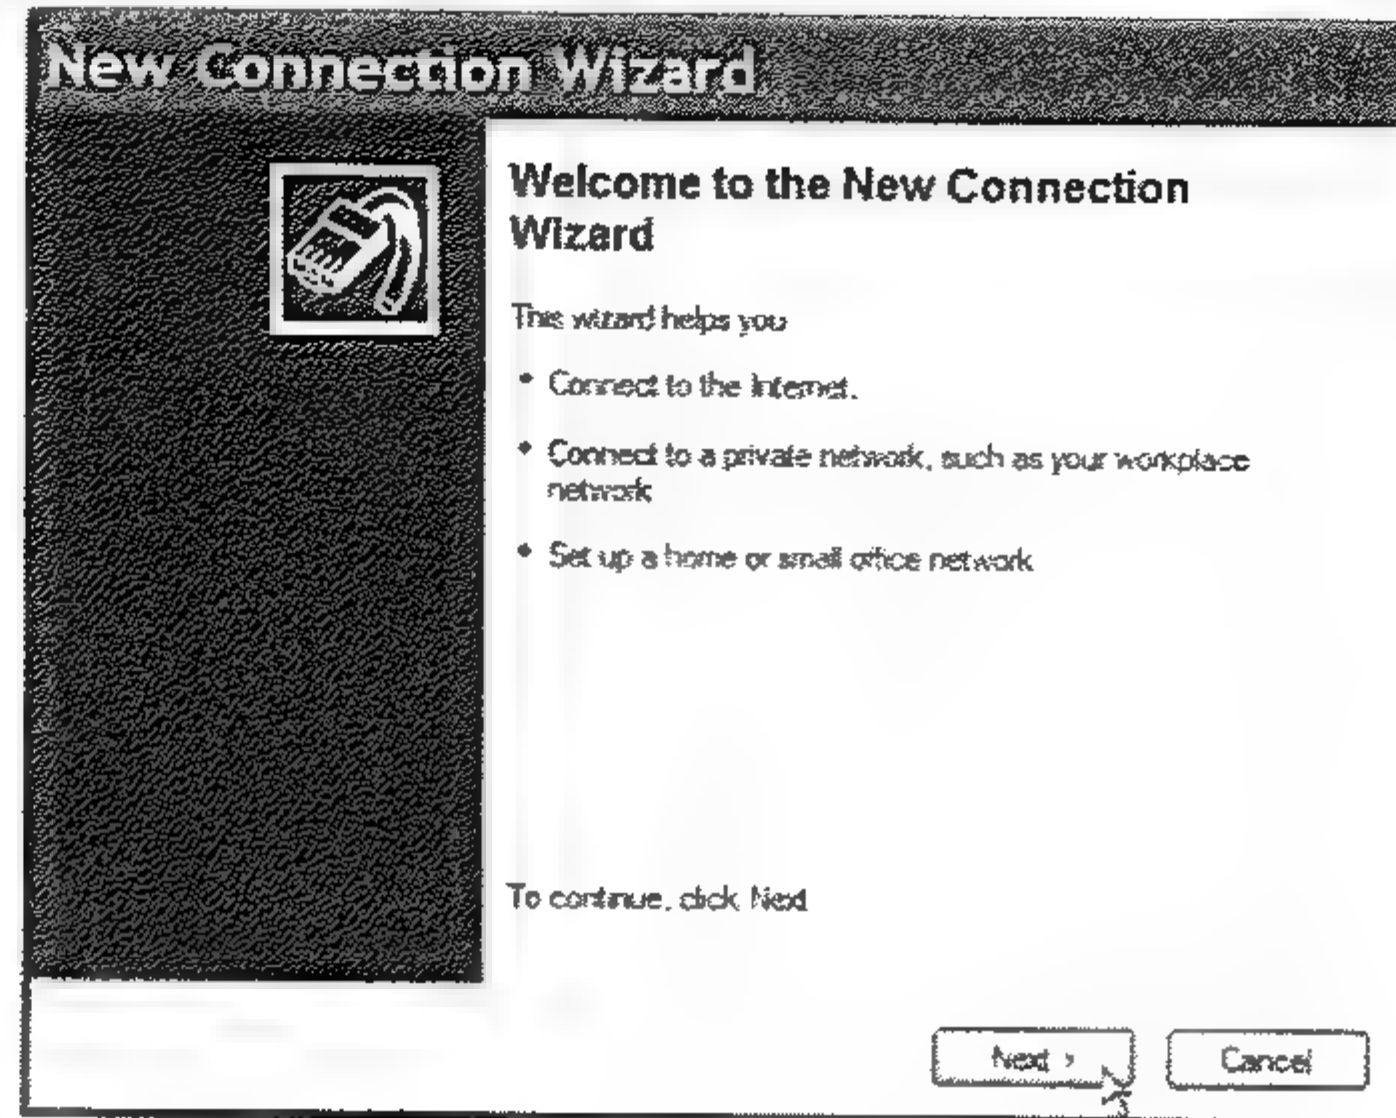 New Connection Wizard
Welcome to the New Connection
Wizard
This wizard helps you
• Connect to the Internet.
• Connect to a private network, such as your workplace
network
• Set up a home or small office network
To continue, click Next
Next >
Cancel